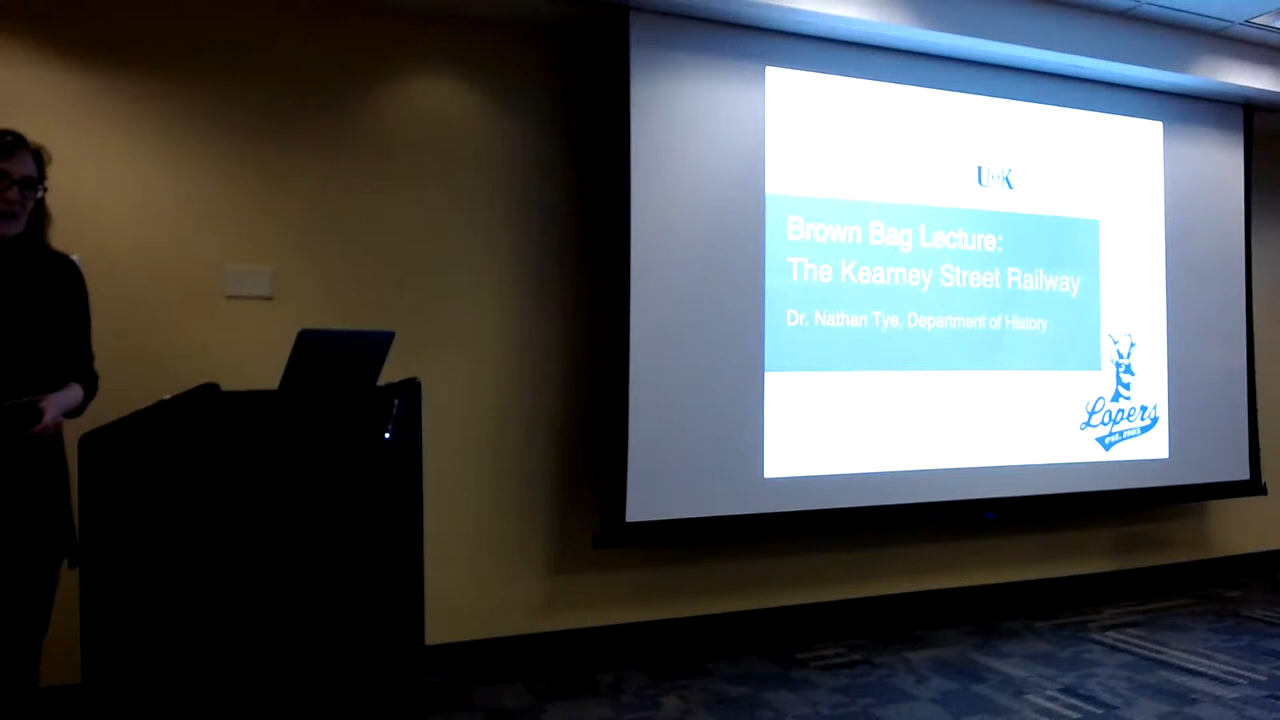 UNK
Brown Bag Lecture:
The Kearney Street Railway
Dr. Nathan Tye, Department of History
Lopers